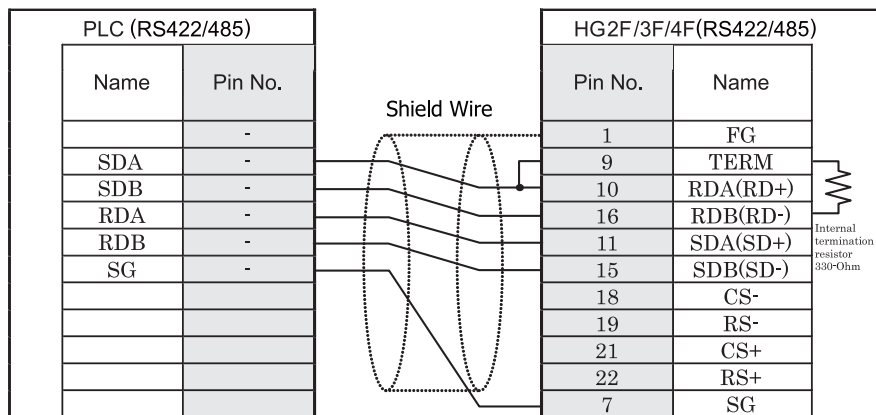 PLC (RS422/485)
HG2F/3F/4F(RS422/485)
Name
Pin No.
Shield Wire
Pin No.
Name
-
1
FG
SDA
-
9
TERM
SDB
-
10
RDA(RD+)
RDA
-
16
RDB(RD-)
RDB
-
11
SDA(SD+)
SG
-
15
SDB(SD-)
18
CS-
19
RS-
21
CS+
22
RS+
7
SG
Internal
termination
resistor
330-Ohm